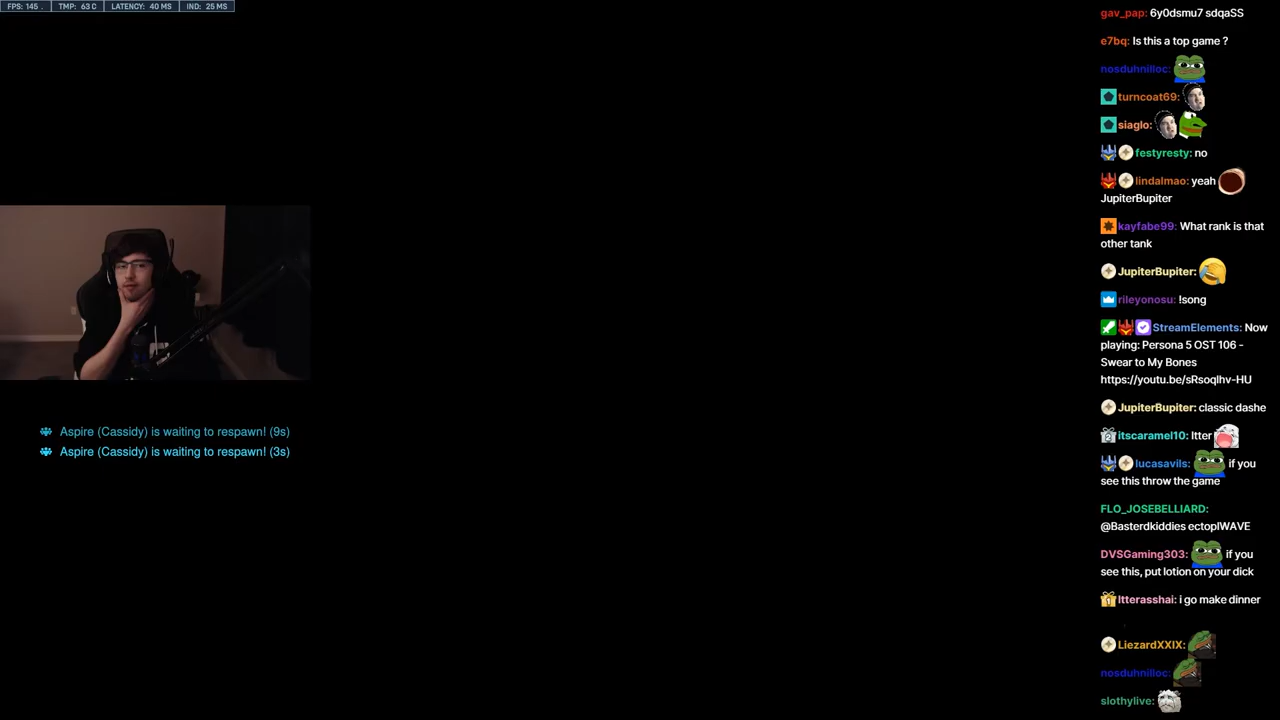 FPS: 145 .
TMP: 63 C
LATENCY: 40 MS
IND: 25 MS
Aspire (Cassidy) is waiting to respawn! (9s)
Aspire (Cassidy) is waiting to respawn! (3s)
gav_pap: 6y0dsmu7 sdqaSS
e7bq: Is this a top game ?
nosduhnilloc:
turncoat69:
siaglo:
festyresty: no
lindalmao: yeah
JupiterBupiter
kayfabe99: What rank is that
other tank
JupiterBupiter:
rileyonosu: !song
StreamElements: Now
playing: Persona 5 OST 106 -
Swear to My Bones
https://youtu.be/sRsoqlhv-HU
JupiterBupiter: classic dashe
2 itscaramel10: Itter
lucasavils: if you
see this throw the game
FLO_JOSEBELLIARD:
@Basterdkiddies ectoplWAVE
DVSGaming303: if you
see this, put lotion on your dick
1 Itterasshai: i go make dinner
LiezardXXIX:
nosduhnilloc:
slothylive: